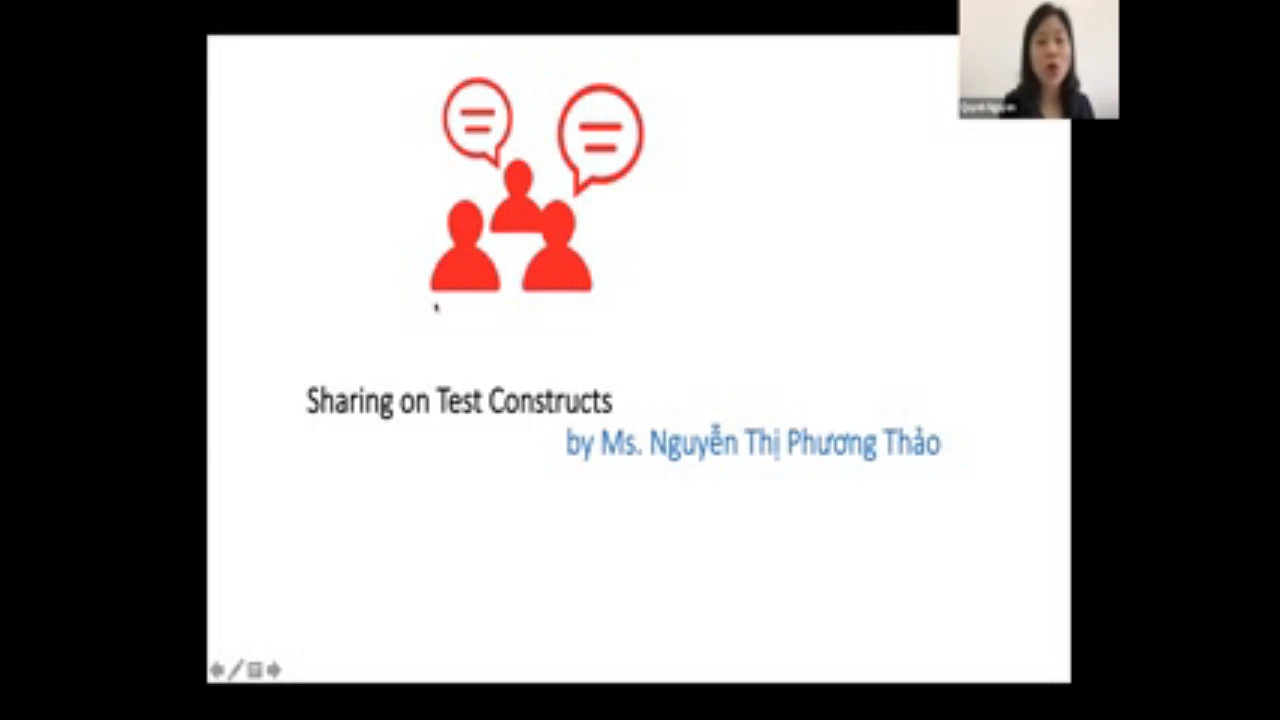 Sharing on Test Constructs
by Ms. Nguyễn Thị Phương Thảo